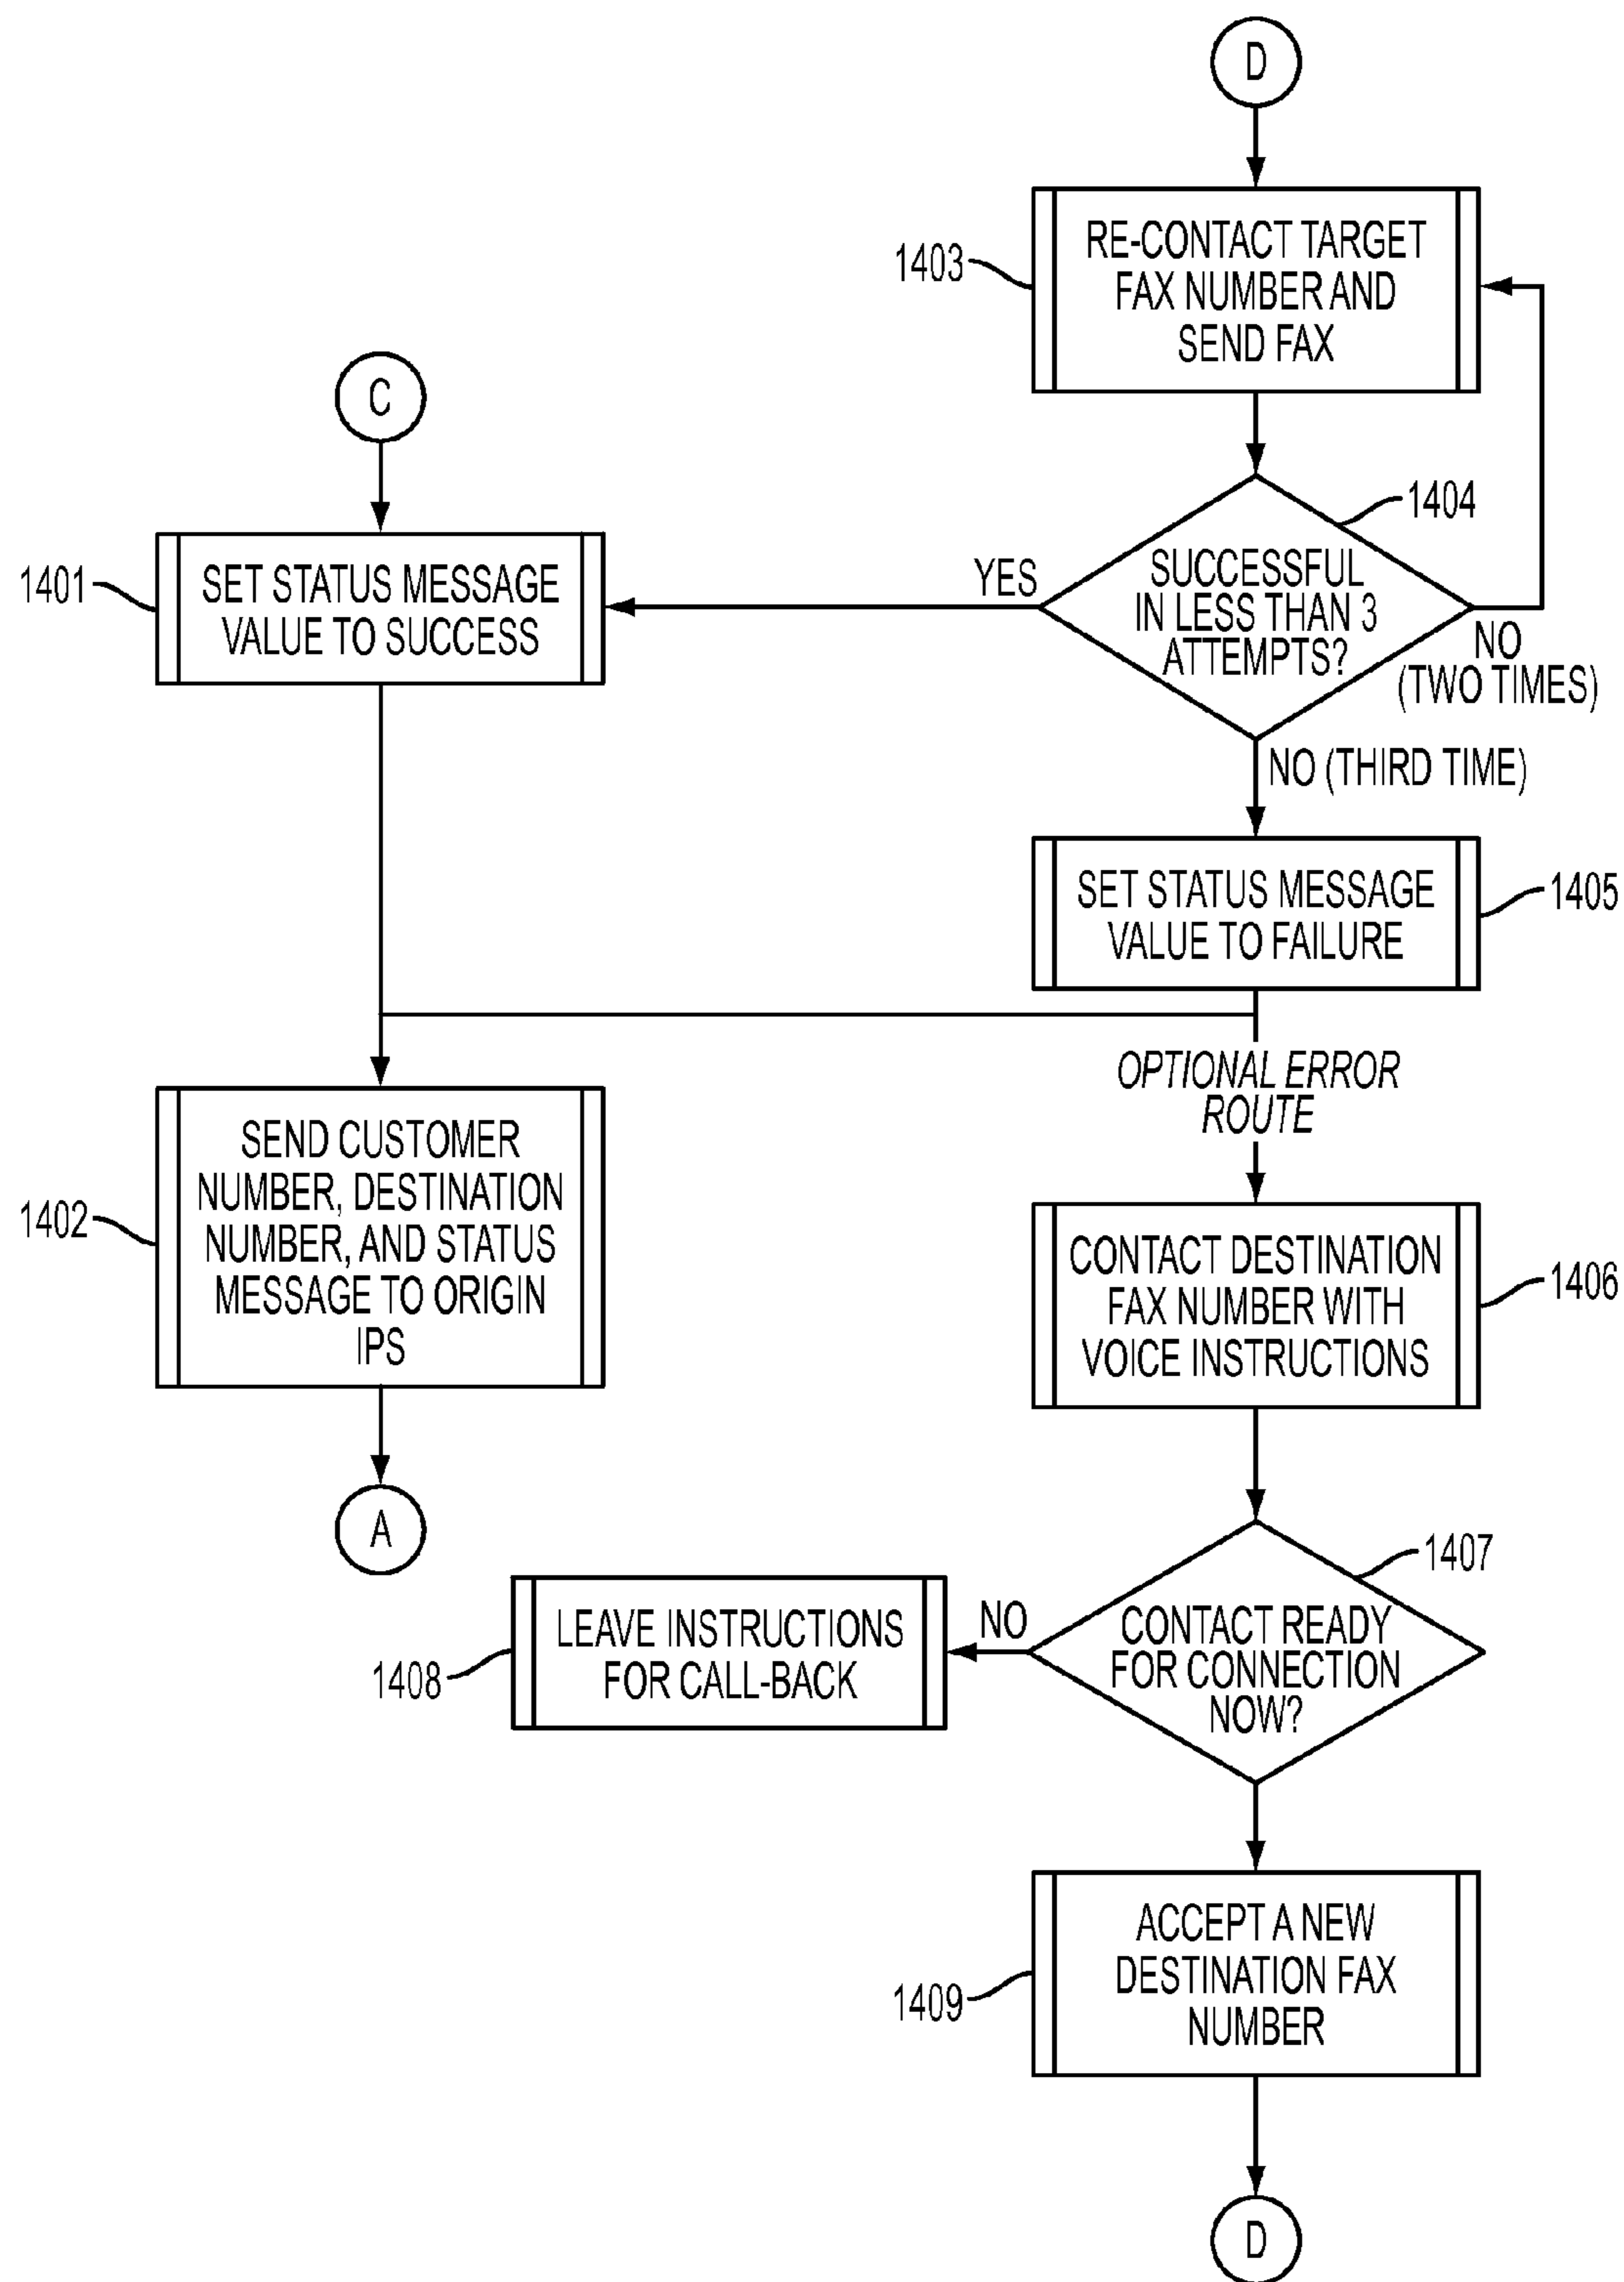 D
1403
RE-CONTACT TARGET
FAX NUMBER AND
SEND FAX
C
1404
1401
SET STATUS MESSAGE
VALUE TO SUCCESS
YES
SUCCESSFUL
IN LESS THAN 3
ATTEMPTS?
NO
(TWO TIMES)
NO (THIRD TIME)
SET STATUS MESSAGE
VALUE TO FAILURE
1405
OPTIONAL ERROR
ROUTE
1402
SEND CUSTOMER
NUMBER, DESTINATION
NUMBER, AND STATUS
MESSAGE TO ORIGIN
IPS
CONTACT DESTINATION
FAX NUMBER WITH
VOICE INSTRUCTIONS
1406
A
1407
1408
LEAVE INSTRUCTIONS
FOR CALL-BACK
NO
CONTACT READY
FOR CONNECTION
NOW?
1409
ACCEPT A NEW
DESTINATION FAX
NUMBER
D